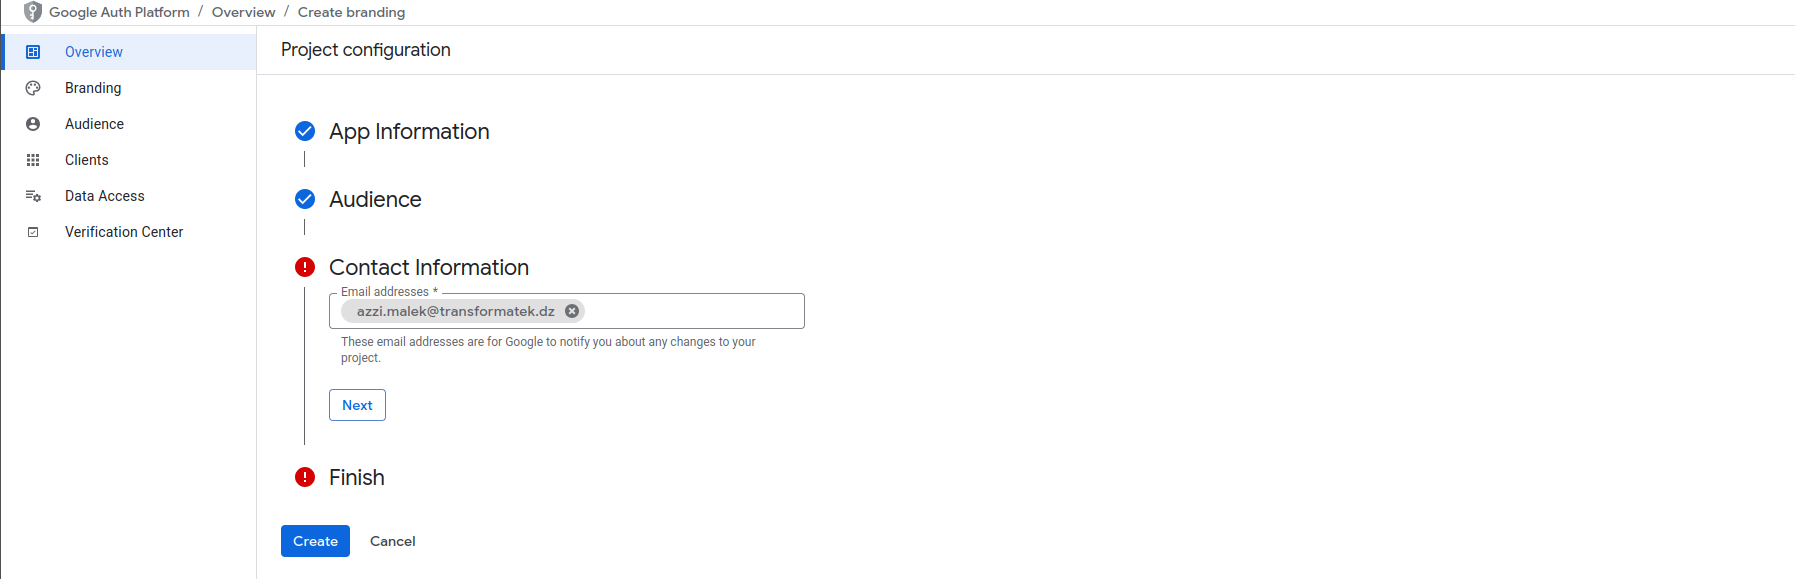 Google Auth Platform / Overview / Create branding
Overview
Branding
Audience
Clients
Data Access
Verification Center
Project configuration
App Information
Audience
Contact Information
Email addresses *
azzi.malek@transformatek.dz
These email addresses are for Google to notify you about any changes to your
project.
Next
Finish
Create Cancel